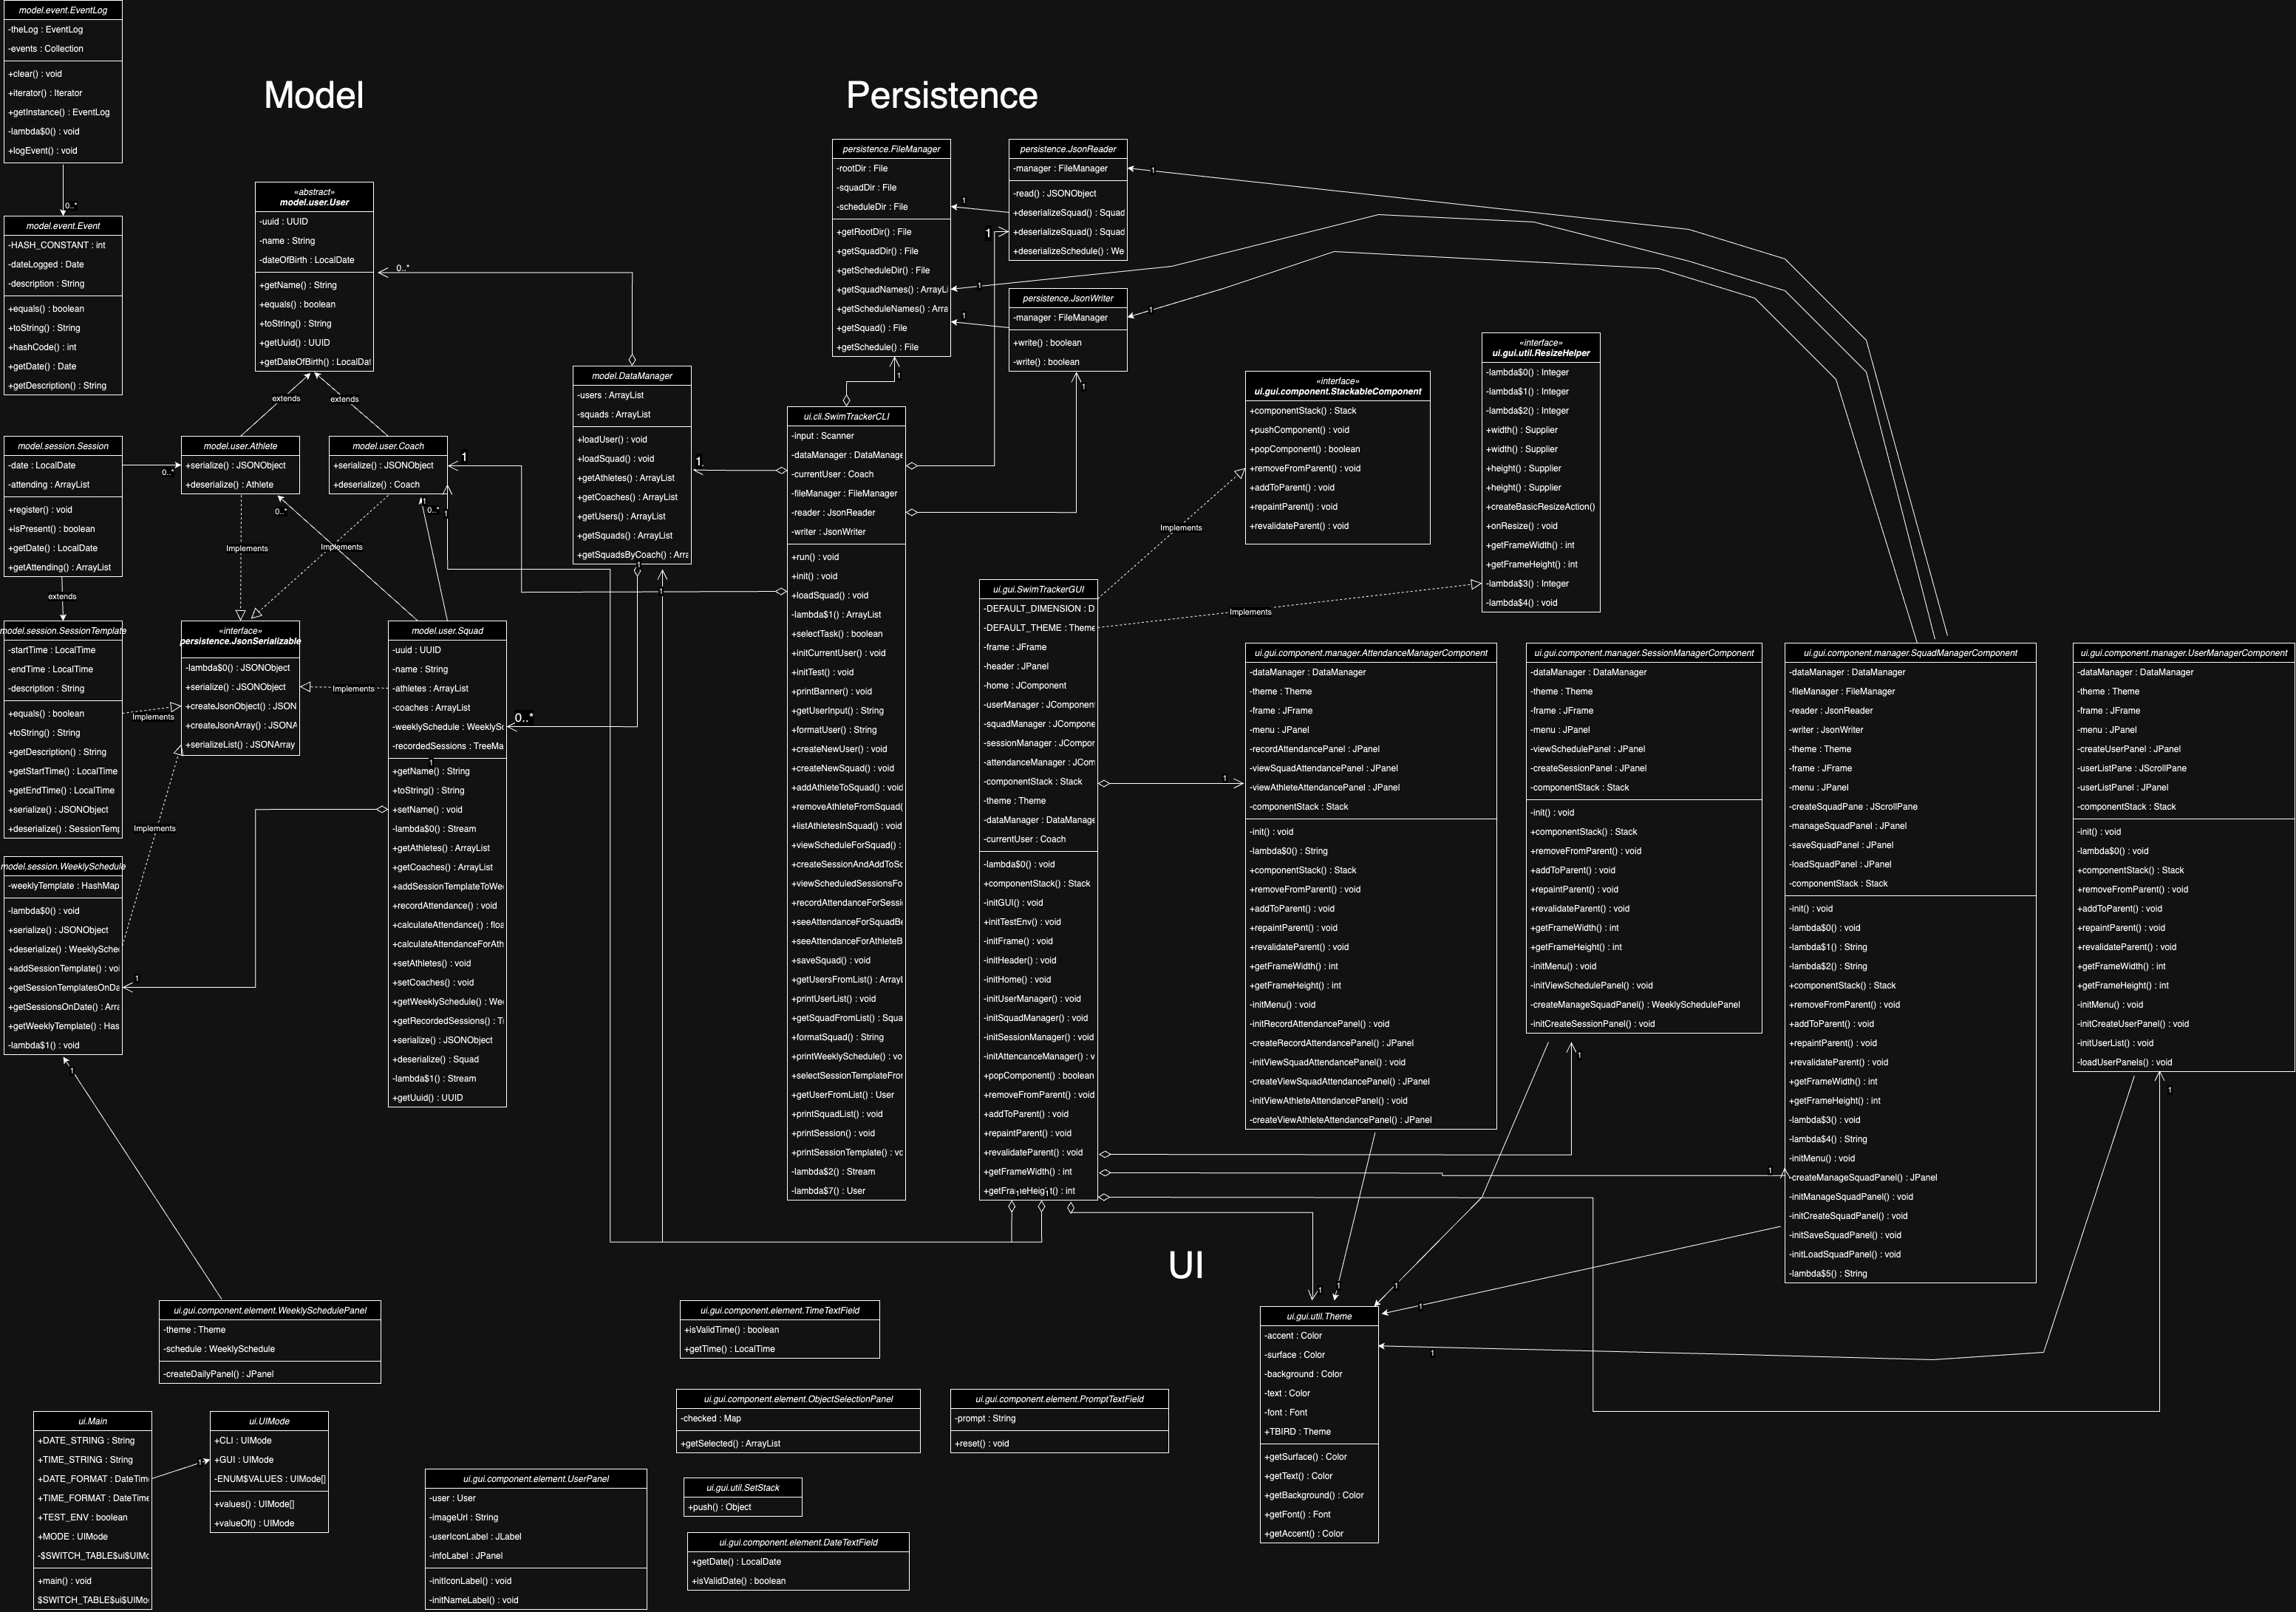 model.event.EventLog
-theLog : EventLog
-events : Collection
+clear() : void
+iterator() : Iterator
+getInstance() : EventLog
-lambda$0() : void
+logEvent() : void
0..*
model.event.Event
-HASH_CONSTANT : int
-dateLogged : Date
-description : String
+equals() : boolean
+toString() : String
+hashCode() : int
+getDate() : Date
+getDescription() : String
Model
Persistence
«abstract»
model.user.User
-uuid : UUID
-name : String
-dateOfBirth : LocalDate
+getName() : String
+equals() : boolean
+toString() : String
+getUuid() : UUID
+getDateOfBirth() : LocalDat
0..*
extends
extends
model.session.Session
-date : LocalDate
-attending : ArrayList
+register() : void
+isPresent() : boolean
+getDate() : LocalDate
+getAttending() : ArrayList
0..*
extends
model.user.Athlete
+serialize() : JSONObject
+deserialize() : Athlete
0..*
model.user.Coach
+serialize() : JSONObject
+deserialize() : Coach
1
1
0..*
1
Implements
Implements
model.session.SessionTemplate
-startTime : LocalTime
-endTime : LocalTime
-description : String
+equals() : boolean
+toString() : String
+getDescription() : String
+getStartTime() : LocalTime
+getEndTime() : LocalTime
+serialize() : JSONObject
+deserialize() : SessionTemp
Implements
«interface»
persistence.JsonSerializable
-lambda$0() : JSONObject
+serialize() : JSONObject
+createJsonObject() : JSON
+createJsonArray() : JSONA
+serializeList() : JSONArray
Implements
Implements
model.user.Squad
-uuid : UUID
-name : String
-athletes : ArrayList
-coaches : ArrayList
-weeklySchedule : WeeklySc
-recordedSessions : TreeMa
1
+getName() : String
+toString() : String
+setName() : void
-lambda$0() : Stream
+getAthletes() : ArrayList
+getCoaches() : ArrayList
+addSessionTemplateToWee
+recordAttendance() : void
+calculateAttendance() : floa
+calculateAttendanceForAth
+setAthletes() : void
+setCoaches() : void
+getWeeklySchedule() : Wee
+getRecordedSessions() : Ti
+serialize() : JSONObject
+deserialize() : Squad
-lambda$1() : Stream
+getUuid() : UUID
0..*
model.session.WeeklySchedule
-weeklyTemplate : HashMap
-lambda$0() : void
+serialize() : JSONObject
+deserialize() : WeeklySched
+addSessionTemplate() : voi
+getSessionTemplatesOnDa
+getSessionsOnDate() : Arra
+getWeeklyTemplate() : Has
-lambda$1() : void
1
1
model.DataManager
-users : ArrayList
-squads : ArrayList
+loadUser() : void
+loadSquad() : void
+getAthletes() : ArrayList
+getCoaches() : ArrayList
+getUsers() : ArrayList
+getSquads() : ArrayList
+getSquadsByCoach() : Arra
1
1
1.
persistence.FileManager
-rootDir : File
-squadDir : File
-scheduleDir : File
+getRootDir() : File
+getSquadDir() : File
+getScheduleDir() : File
+getSquadNames() : ArrayLi
+getScheduleNames() : Arra
+getSquad() : File
+getSchedule() : File
1
1
1
1
persistence.JsonReader
-manager : FileManager
-read() : JSONObject
+deserializeSquad() : Squad
+deserializeSquad() : Squad
+deserializeSchedule() : We
1
1
persistence.JsonWriter
-manager : FileManager
+write() : boolean
-write() : boolean
1
1
ui.cli.SwimTrackerCLI
-input : Scanner
-dataManager : DataManage
-currentUser : Coach
-fileManager : FileManager
-reader : JsonReader
-writer : JsonWriter
+run() : void
+init() : void
+loadSquad() : void
-lambda$1() : ArrayList
+selectTask() : boolean
+initCurrentUser() : void
+initTest() : void
+printBanner() : void
+getUserInput() : String
+formatUser() : String
+createNewUser() : void
+createNewSquad() : void
+addAthleteToSquad() : void
+removeAthleteFromSquad(
+listAthletesInSquad() : void
+viewScheduleForSquad() :
+createSessionAndAddToSc
+viewScheduledSessionsFo
+recordAttendanceForSessi
+seeAttendanceForSquadBe
+seeAttendanceForAthleteB
+saveSquad() : void
+getUsersFromList() : ArrayL
+printUserList() : void
+getSquadFromList() : Squa
+formatSquad() : String
+printWeeklySchedule() : vo
+selectSessionTemplateFroi
+getUserFromList() : User
+printSquadList() : void
+printSession() : void
+printSessionTemplate() : vc
-lambda$2() : Stream
-lambda$7() : User
«interface»
ui.gui.component.StackableComponent
+componentStack() : Stack
+pushComponent() : void
+popComponent() : boolean
+removeFromParent() : void
+addToParent() : void
+repaintParent() : void
+revalidateParent() : void
Implements
«interface»
ui.gui.util.ResizeHelper
-lambda$0() : Integer
-lambda$1() : Integer
-lambda$2() : Integer
+width() : Supplier
+width() : Supplier
+height() : Supplier
+height() : Supplier
+createBasicResizeAction()
+onResize() : void
+getFrameWidth() : int
+getFrameHeight() : int
-lambda$3() : Integer
-lambda$4() : void
Implements
ui.gui.SwimTrackerGUI
-DEFAULT_DIMENSION : D
-DEFAULT_THEME : Theme
-frame : JFrame
-header : JPanel
-home : JComponent
-userManager : JComponent
-squadManager : JCompone
-sessionManager : JCompor
-attendanceManager : JCom
-componentStack : Stack
-theme : Theme
-dataManager : DataManage
-currentUser : Coach
-lambda$0() : void
+componentStack() : Stack
-initGUI() : void
+initTestEnv() : void
-initFrame() : void
-initHeader() : void
-initHome() : void
-initUserManager() : void
-initSquadManager() : void
-initSessionManager() : void
-initAttencanceManager() : v
+popComponent() : boolean
+removeFromParent() : void
+addToParent() : void
+repaintParent() : void
+revalidateParent() : void
+getFrameWidth() : int
+getFrameHeight() : int
1
1
ui.gui.component.manager.AttendanceManagerComponent
-dataManager : DataManager
-theme : Theme
-frame : JFrame
-menu : JPanel
-recordAttendancePanel : JPanel
-viewSquadAttendancePanel : JPanel
-viewAthleteAttendancePanel : JPanel
-componentStack : Stack
-init() : void
-lambda$0() : String
+componentStack() : Stack
+removeFromParent() : void
+addToParent() : void
+repaintParent() : void
+revalidateParent() : void
+getFrameWidth() : int
+getFrameHeight() : int
-initMenu() : void
-initRecordAttendancePanel() : void
-createRecordAttendancePanel() : JPanel
-initViewSquadAttendancePanel() : void
-createViewSquadAttendancePanel() : JPanel
-initViewAthleteAttendancePanel() : void
-createViewAthleteAttendancePanel() : JPanel
1
ui.gui.component.manager.SessionManagerComponent
-dataManager : DataManager
-theme : Theme
-frame : JFrame
-menu : JPanel
-viewSchedulePanel : JPanel
-createSessionPanel : JPanel
-componentStack : Stack
-init() : void
+componentStack() : Stack
+removeFromParent() : void
+addToParent() : void
+repaintParent() : void
+revalidateParent() : void
+getFrameWidth() : int
+getFrameHeight() : int
-initMenu() : void
-initViewSchedulePanel() : void
-createManageSquadPanel() : WeeklySchedulePanel
-initCreateSessionPanel() : void
1
ui.gui.component.manager.SquadManagerComponent
-dataManager : DataManager
-fileManager : FileManager
-reader : JsonReader
-writer : JsonWriter
-theme : Theme
-frame : JFrame
-menu : JPanel
-createSquadPane : JScrollPane
-manageSquadPanel : JPanel
-saveSquadPanel : JPanel
-loadSquadPanel : JPanel
-componentStack : Stack
-init() : void
-lambda$0() : void
-lambda$1() : String
-lambda$2() : String
+componentStack() : Stack
+removeFromParent() : void
+addToParent() : void
+repaintParent() : void
+revalidateParent() : void
+getFrameWidth() : int
+getFrameHeight() : int
-lambda$3() : void
-lambda$4() : String
-initMenu() : void
-createManageSquadPanel() : JPanel
-initManageSquadPanel() : void
-initCreateSquadPanel() : void
-initSaveSquadPanel() : void
-initLoadSquadPanel() : void
-lambda$5() : String
1
ui.gui.component.manager.UserManagerComponent
-dataManager : DataManager
-theme : Theme
-frame : JFrame
-menu : JPanel
-createUserPanel : JPanel
-userListPane : JScrollPane
-userListPanel : JPanel
-componentStack : Stack
-init() : void
-lambda$0() : void
+componentStack() : Stack
+removeFromParent() : void
+addToParent() : void
+repaintParent() : void
+revalidateParent() : void
+getFrameWidth() : int
+getFrameHeight() : int
-initMenu() : void
-initCreateUserPanel() : void
-initUserList() : void
-loadUserPanels() : void
1
UI
1
1
1
1
1
ui.gui.util.Theme
-accent : Color
-surface : Color
-background : Color
-text : Color
-font : Font
+TBIRD : Theme
+getSurface() : Color
+getText() : Color
+getBackground() : Color
+getFont() : Font
+getAccent() : Color
ui.gui.component.element.WeeklySchedulePanel
-theme : Theme
-schedule : WeeklySchedule
-createDailyPanel() : JPanel
ui.gui.component.element.TimeTextField
+isValidTime() : boolean
+getTime() : LocalTime
ui.gui.component.element.ObjectSelectionPanel
-checked : Map
+getSelected() : ArrayList
ui.gui.component.element.PromptTextField
-prompt : String
+reset() : void
ui.Main
+DATE_STRING : String
+TIME_STRING : String
+DATE_FORMAT : DateTim
+TIME_FORMAT : DateTime
+TEST_ENV : boolean
+MODE : UIMode
-$SWITCH_TABLE$ui$UIMo
+main() : void
$SWITCH_TABLE$ui$UIMo
1
ui.UIMode
+CLI : UIMode
+GUI : UIMode
-ENUM$VALUES : UIMode[]
+values() : UIMode[]
+valueOf() : UIMode
ui.gui.component.element.UserPanel
-user : User
-imageUrl : String
-userIconLabel : JLabel
-infoLabel : JPanel
-initIconLabel() : void
-initNameLabel() : void
ui.gui.util.SetStack
+push() : Object
ui.gui.component.element.DateTextField
+getDate() : LocalDate
+isValidDate() : boolean